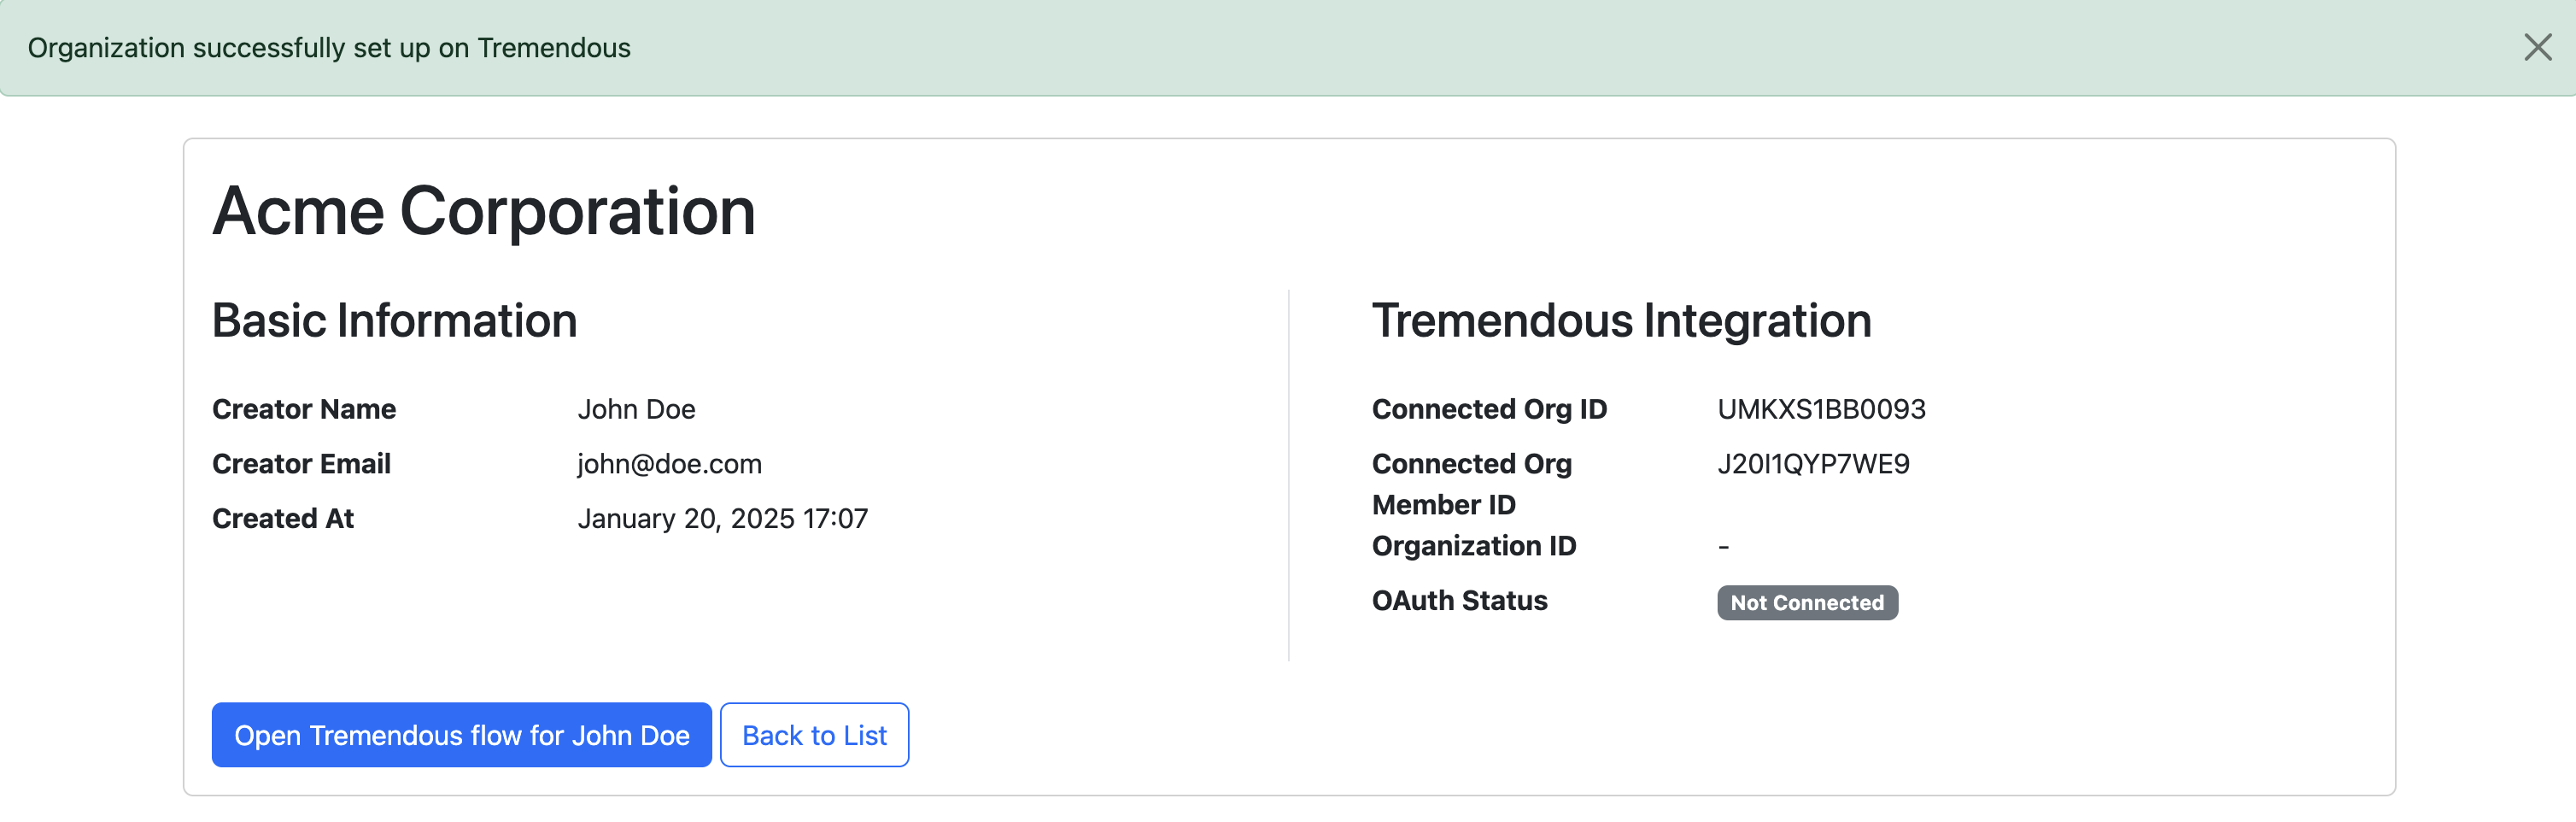 Organization successfully set up on Tremendous
Acme Corporation
Basic Information
Creator Name John Doe
Creator Email john@doe.com
Created At January 20, 2025 17:07
Tremendous Integration
Connected Org ID UMKXS1BB0093
Connected Org J20I1QYP7WE9
Member ID
Organization ID -
OAuth Status Not Connected
Open Tremendous flow for John Doe Back to List